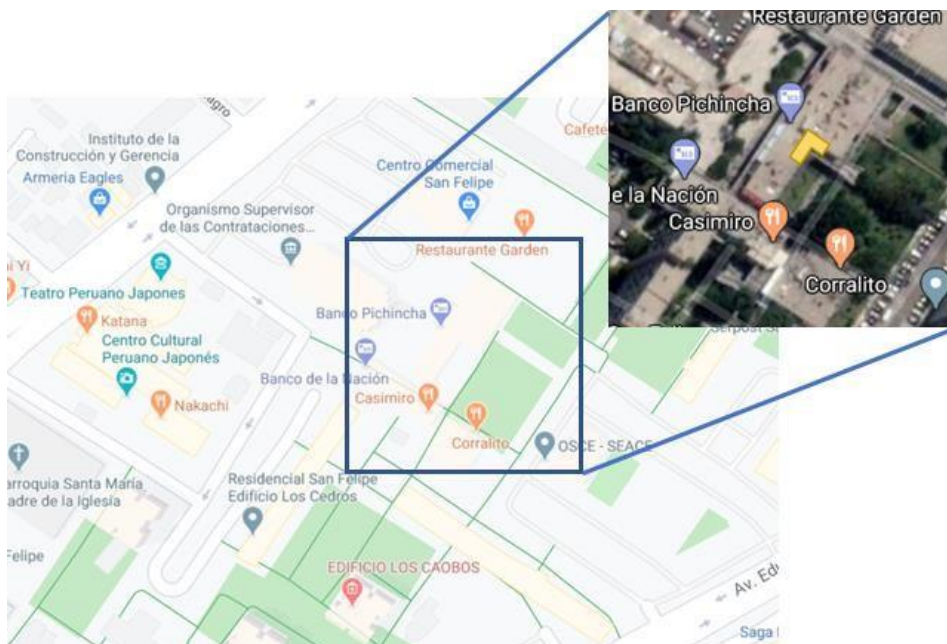 Restaurante Garden
Banco Pichincha
de la Nación
Casimiro
Corralito
Instituto de la
Construcción y Gerencia
Armeria Eagles
Organismo Supervisor
de las Contrataciones...
Centro Comercial
San Felipe
Restaurante Garden
Teatro Peruano Japones
Katana
Centro Cultural
Peruano Japonés
Nakachi
Banco Pichincha
Banco de la Nación
Casimiro
Corralito
OSCE - SEACE
Residencial San Felipe
Edificio Los Cedros
arroquia Santa María
adre de la Iglesia
Felipe
EDIFICIO LOS CAOBOS
Av. Edu
Saga